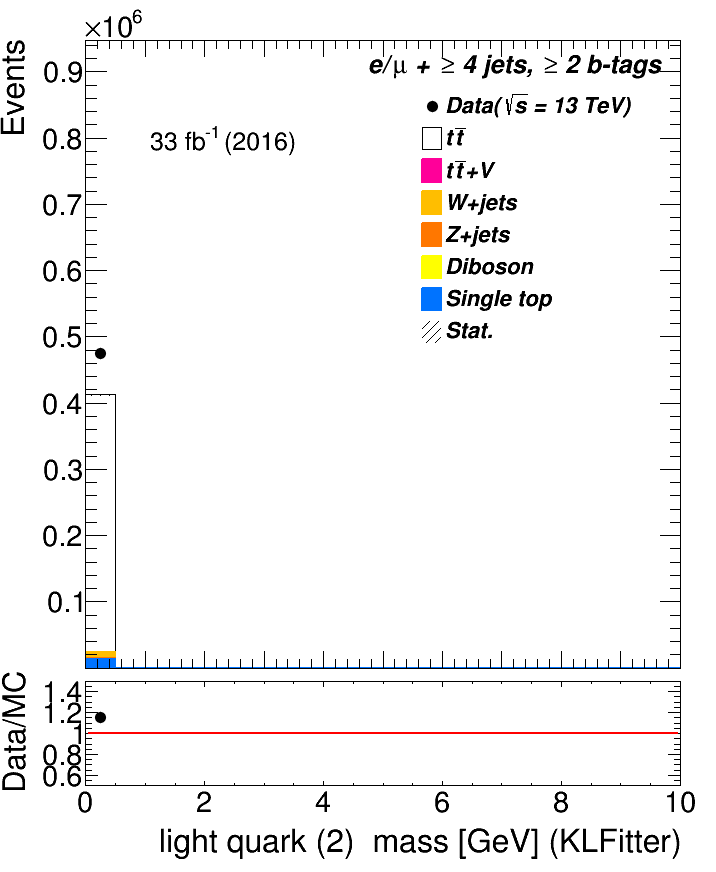 ×10⁶
Events
e/μ + ≥ 4 jets, ≥ 2 b-tags
Data(√s = 13 TeV)
33 fb⁻¹ (2016)
tt̅
tt̅+V
W+jets
Z+jets
Diboson
Single top
Stat.
0.9
0.8
0.7
0.6
0.5
0.4
0.3
0.2
0.1
Data/MC
1.4
1.2
1
0.8
0.6
0 2 4 6 8 10
light quark (2) mass [GeV] (KLFitter)